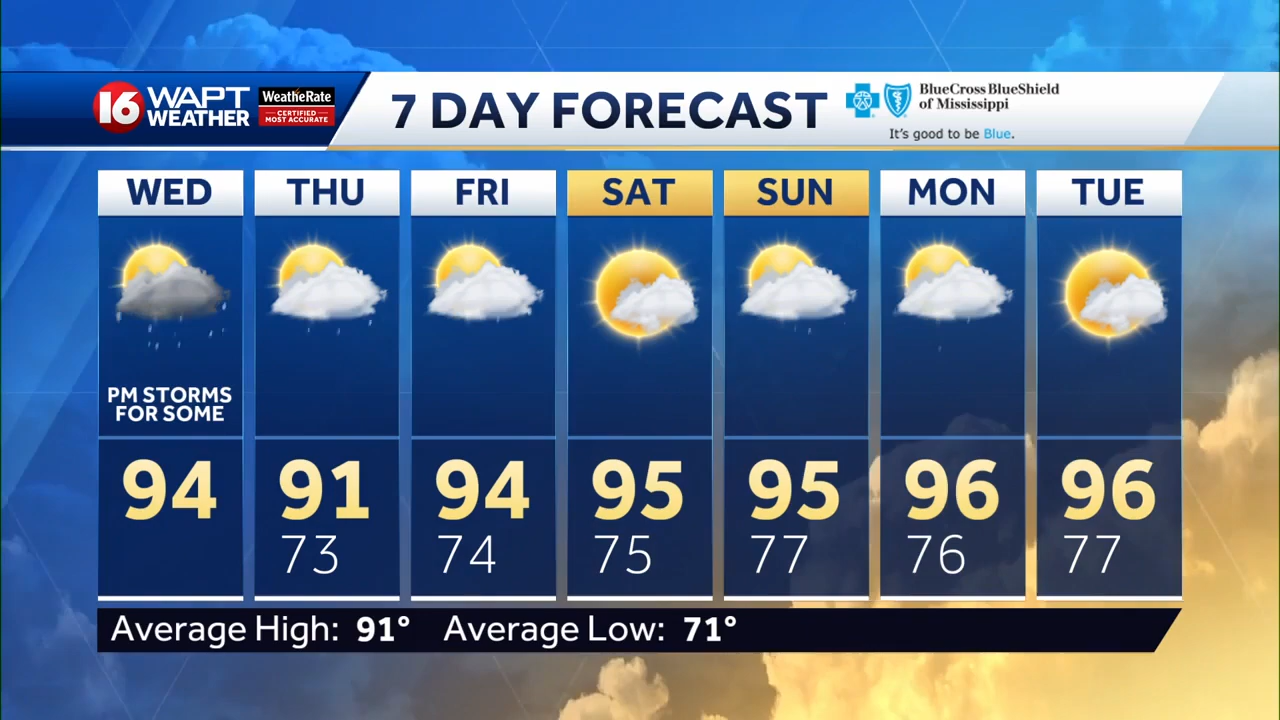 16 WAPT WEATHER
WeatheRate
CERTIFIED
MOST ACCURATE
7 DAY FORECAST
BlueCross BlueShield
of Mississippi
It's good to be Blue.
WED THU FRI SAT SUN MON TUE
PM STORMS
FOR SOME
94 91 94 95 95 96 96
73 74 75 77 76 77
Average High: 91° Average Low: 71°